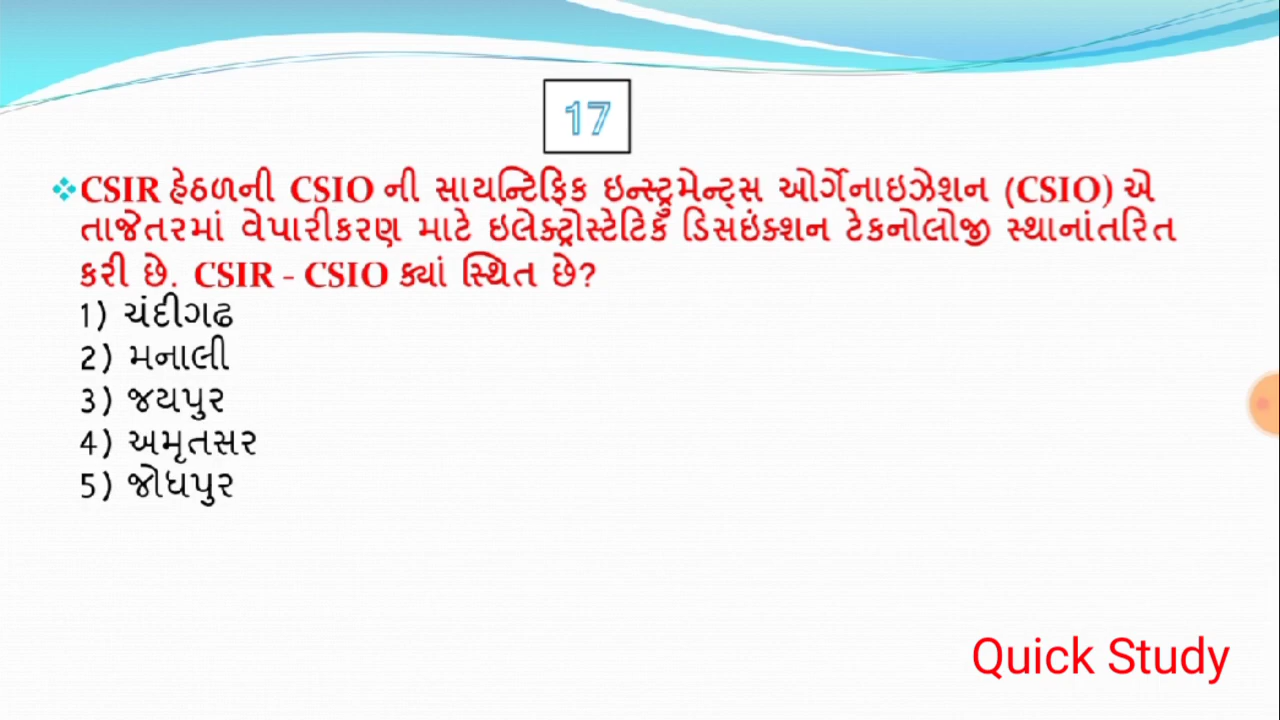 17
❖CSIR હેઠળની CSIO ની સાયન્ટિફિક ઇન્સ્ટ્રુમેન્ટ્સ ઓર્ગેનાઇઝેશન (CSIO) એ
તાજેતરમાં વેપારીકરણ માટે ઇલેક્ટ્રોસ્ટેટિક ડિસઇંક્શન ટેકનોલોજી સ્થાનાંતરિત
કરી છે. CSIR - CSIO ક્યાં સ્થિત છે?
1) ચંદીગઢ
2) મનાલી
3) જયપુર
4) અમૃતસર
5) જોધપુર
Quick Study